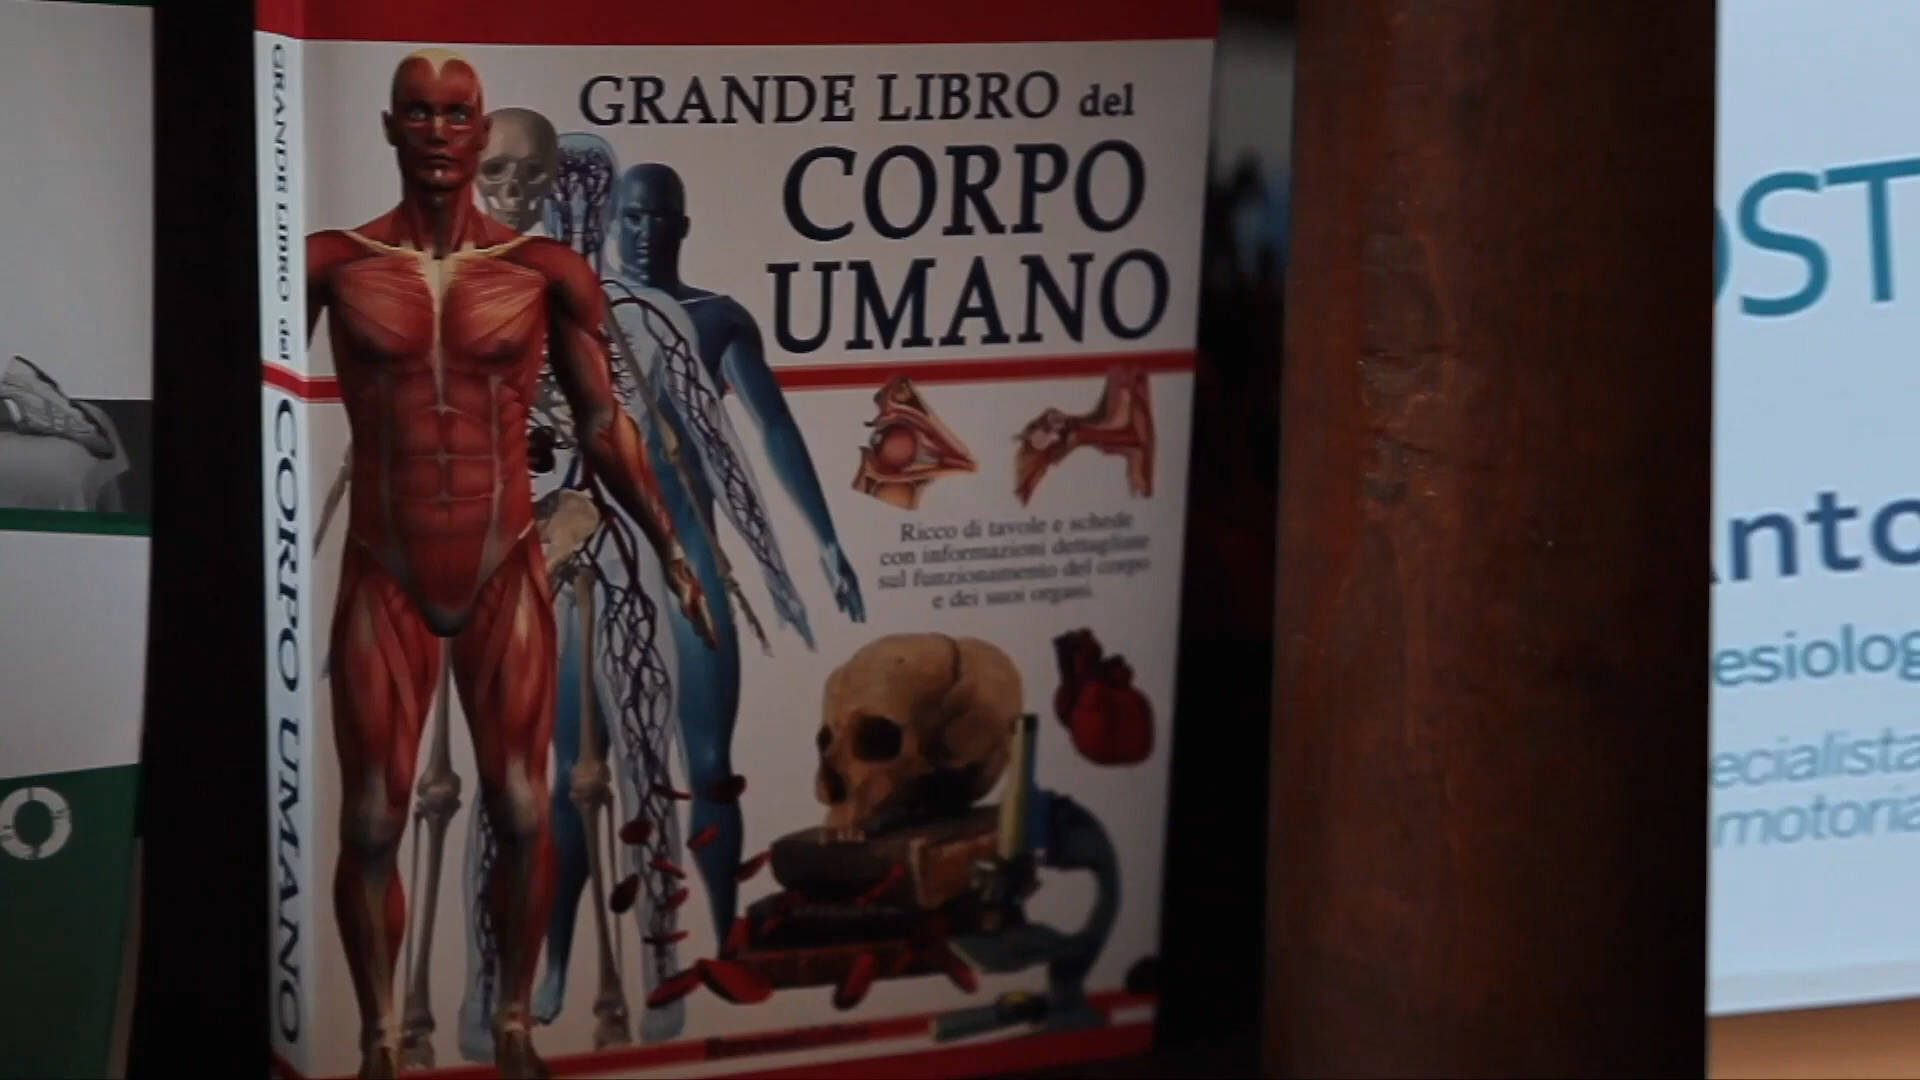 GRANDE LIBRO del
CORPO
UMANO
Ricco di tavole e schede
con informazioni dettagliate
sul funzionamento del corpo
e dei suoi organi.
GRANDE LIBRO del CORPO UMANO
OST
Anto
esiolog
ecialista
motoria